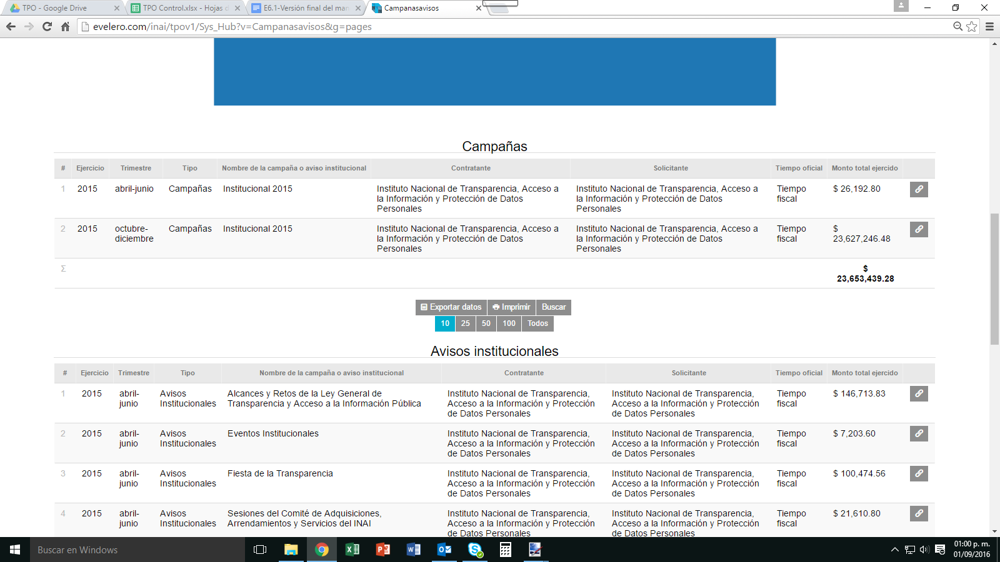 TPO - Google Drive
TPO Control.xlsx - Hojas d
E6.1-Versión final del man
Campanasavisos
evelero.com/inai/tpov1/Sys_Hub?v=Campanasavisos&g=pages
Campañas
# Ejercicio Trimestre Tipo Nombre de la campaña o aviso institucional Contratante Solicitante Tiempo oficial Monto total ejercido
1 2015 abril-junio Campañas Institucional 2015 Instituto Nacional de Transparencia, Acceso a Instituto Nacional de Transparencia, Acceso a Tiempo $ 26,192.80
la Información y Protección de Datos la Información y Protección de Datos fiscal
Personales Personales
2 2015 octubre- Campañas Institucional 2015 Instituto Nacional de Transparencia, Acceso a Instituto Nacional de Transparencia, Acceso a Tiempo $
diciembre la Información y Protección de Datos la Información y Protección de Datos fiscal 23,627,246.48
Personales Personales
Σ $
23,653,439.28
Exportar datos Imprimir Buscar
10 25 50 100 Todos
Avisos institucionales
# Ejercicio Trimestre Tipo Nombre de la campaña o aviso institucional Contratante Solicitante Tiempo oficial Monto total ejercido
1 2015 abril- Avisos Alcances y Retos de la Ley General de Instituto Nacional de Transparencia, Instituto Nacional de Transparencia, Tiempo $ 146,713.83
junio Institucionales Transparencia y Acceso a la Información Pública Acceso a la Información y Protección Acceso a la Información y Protección fiscal
de Datos Personales de Datos Personales
2 2015 abril- Avisos Eventos Institucionales Instituto Nacional de Transparencia, Instituto Nacional de Transparencia, Tiempo $ 7,203.60
junio Institucionales Acceso a la Información y Protección Acceso a la Información y Protección fiscal
de Datos Personales de Datos Personales
3 2015 abril- Avisos Fiesta de la Transparencia Instituto Nacional de Transparencia, Instituto Nacional de Transparencia, Tiempo $ 100,474.56
junio Institucionales Acceso a la Información y Protección Acceso a la Información y Protección fiscal
de Datos Personales de Datos Personales
4 2015 abril- Avisos Sesiones del Comité de Adquisiciones, Instituto Nacional de Transparencia, Instituto Nacional de Transparencia, Tiempo $ 21,610.80
junio Institucionales Arrendamientos y Servicios del INAI Acceso a la Información y Protección Acceso a la Información y Protección fiscal
de Datos Personales de Datos Personales
Buscar en Windows
01:00 p. m.
01/09/2016